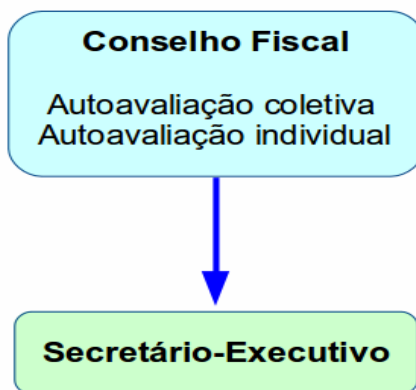 Conselho Fiscal
Autoavaliação coletiva
Autoavaliação individual
Secretário-Executivo